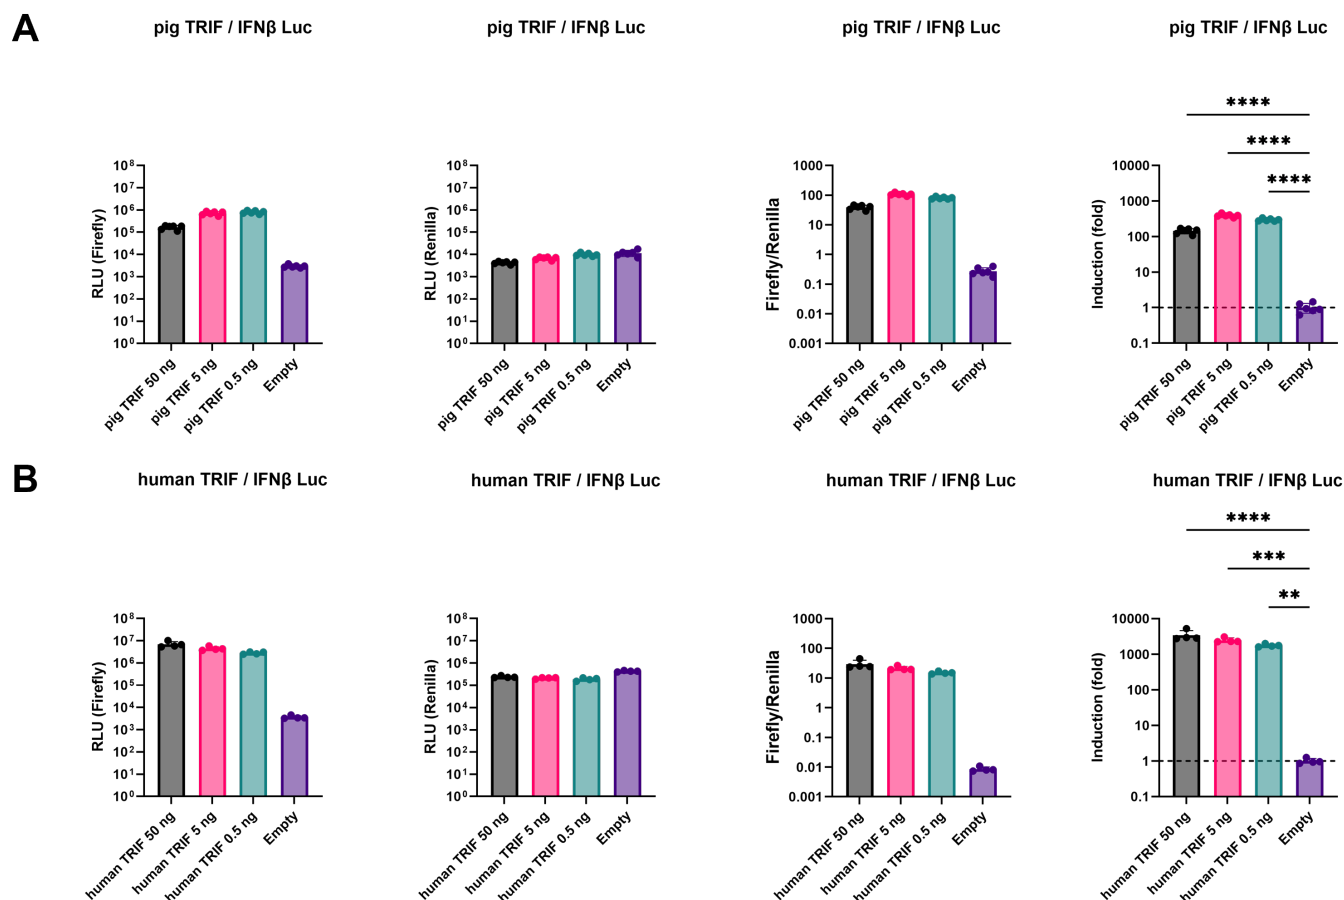 A
pig TRIF / IFNβ Luc
pig TRIF / IFNβ Luc
pig TRIF / IFNβ Luc
pig TRIF / IFNβ Luc
RLU (Firefly)
10⁸
10⁷
10⁶
10⁵
10⁴
10³
10²
10¹
10⁰
pig TRIF 50 ng
pig TRIF 5 ng
pig TRIF 0.5 ng
Empty
RLU (Renilla)
10⁸
10⁷
10⁶
10⁵
10⁴
10³
10²
10¹
10⁰
pig TRIF 50 ng
pig TRIF 5 ng
pig TRIF 0.5 ng
Empty
Firefly/Renilla
1000
100
10
1
0.1
0.01
0.001
pig TRIF 50 ng
pig TRIF 5 ng
pig TRIF 0.5 ng
Empty
****
****
****
Induction (fold)
10000
1000
100
10
1
0.1
pig TRIF 50 ng
pig TRIF 5 ng
pig TRIF 0.5 ng
Empty
B
human TRIF / IFNβ Luc
human TRIF / IFNβ Luc
human TRIF / IFNβ Luc
human TRIF / IFNβ Luc
RLU (Firefly)
10⁸
10⁷
10⁶
10⁵
10⁴
10³
10²
10¹
10⁰
human TRIF 50 ng
human TRIF 5 ng
human TRIF 0.5 ng
Empty
RLU (Renilla)
10⁸
10⁷
10⁶
10⁵
10⁴
10³
10²
10¹
10⁰
human TRIF 50 ng
human TRIF 5 ng
human TRIF 0.5 ng
Empty
Firefly/Renilla
1000
100
10
1
0.1
0.01
0.001
human TRIF 50 ng
human TRIF 5 ng
human TRIF 0.5 ng
Empty
****
***
**
Induction (fold)
10000
1000
100
10
1
0.1
human TRIF 50 ng
human TRIF 5 ng
human TRIF 0.5 ng
Empty